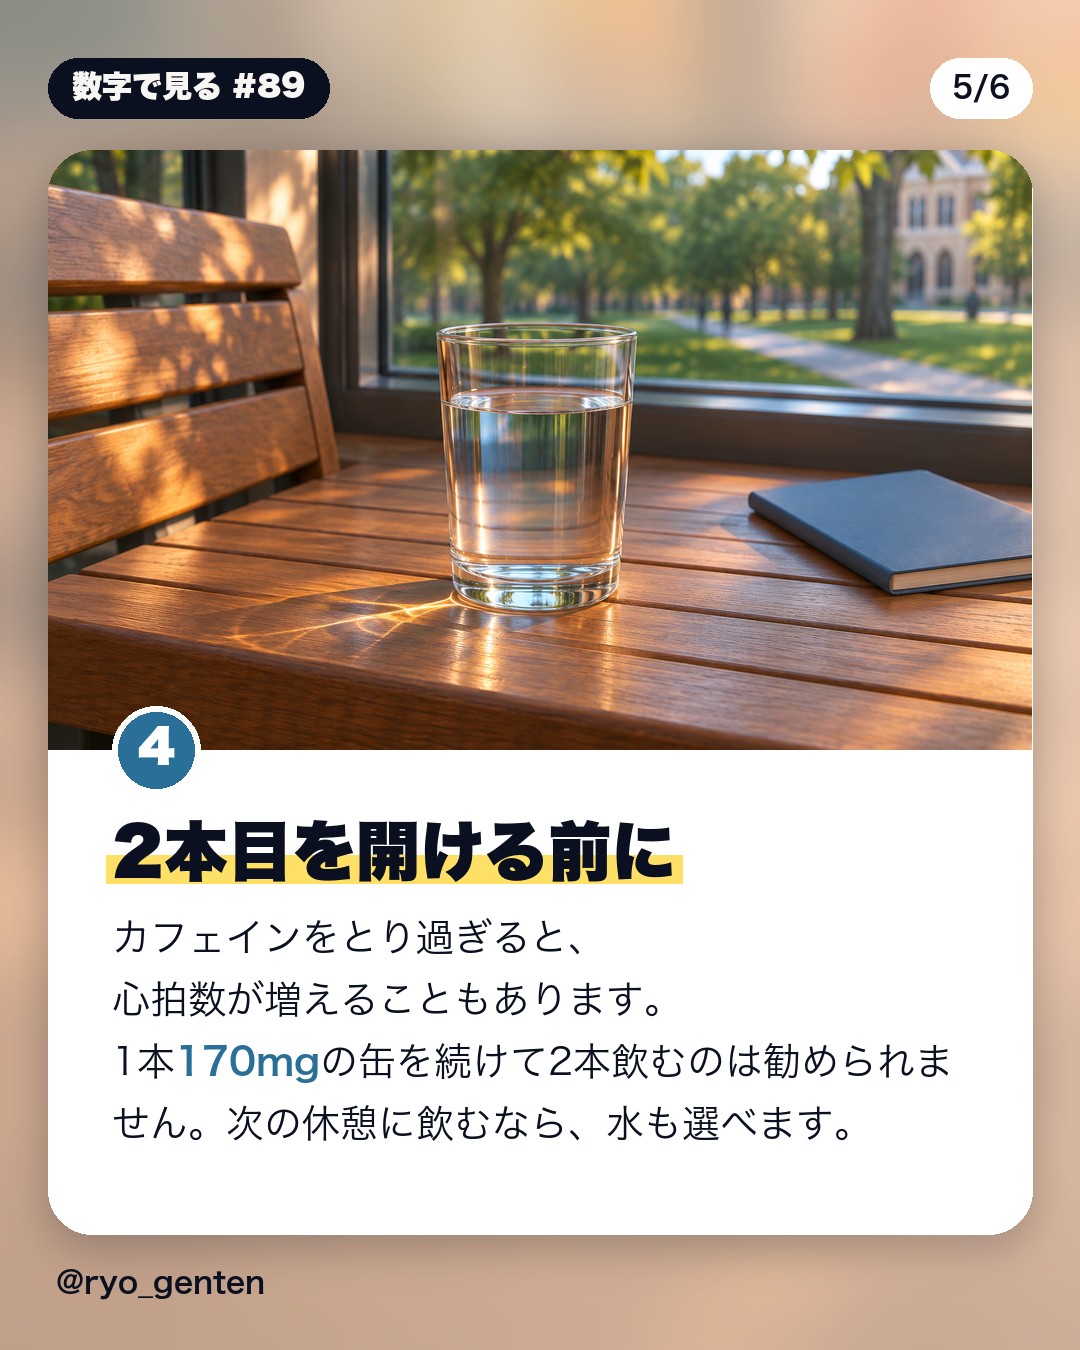 数字で見る #89
5/6
4
2本目を開ける前に
カフェインをとり過ぎると、
心拍数が増えることもあります。
1本170mgの缶を続けて2本飲むのは勧められま
せん。次の休憩に飲むなら、水も選べます。
@ryo_genten